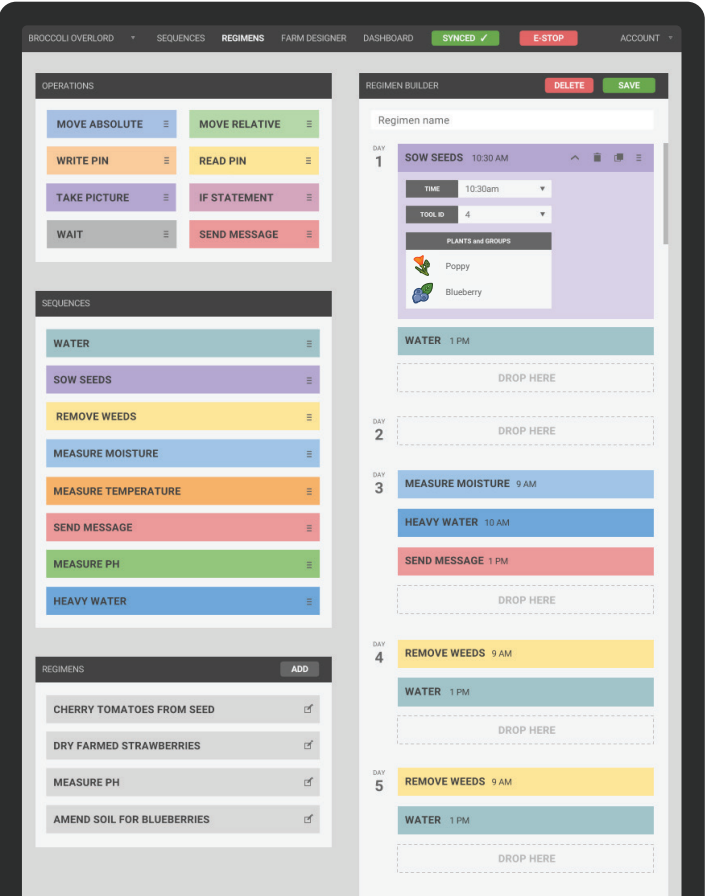 BROCCOLI OVERLORD SEQUENCES REGIMENS FARM DESIGNER DASHBOARD SYNCED ✓ E-STOP ACCOUNT
OPERATIONS
MOVE ABSOLUTE MOVE RELATIVE
WRITE PIN READ PIN
TAKE PICTURE IF STATEMENT
WAIT SEND MESSAGE
SEQUENCES
WATER
SOW SEEDS
REMOVE WEEDS
MEASURE MOISTURE
MEASURE TEMPERATURE
SEND MESSAGE
MEASURE PH
HEAVY WATER
REGIMENS ADD
CHERRY TOMATOES FROM SEED
DRY FARMED STRAWBERRIES
MEASURE PH
AMEND SOIL FOR BLUEBERRIES
REGIMEN BUILDER DELETE SAVE
Regimen name
DAY
1
SOW SEEDS 10:30 AM
TIME 10:30am
TOOL ID 4
PLANTS and GROUPS
Poppy
Blueberry
WATER 1 PM
DROP HERE
DAY
2
DROP HERE
DAY
3
MEASURE MOISTURE 9 AM
HEAVY WATER 10 AM
SEND MESSAGE 1 PM
DROP HERE
DAY
4
REMOVE WEEDS 9 AM
WATER 1 PM
DROP HERE
DAY
5
REMOVE WEEDS 9 AM
WATER 1 PM
DROP HERE